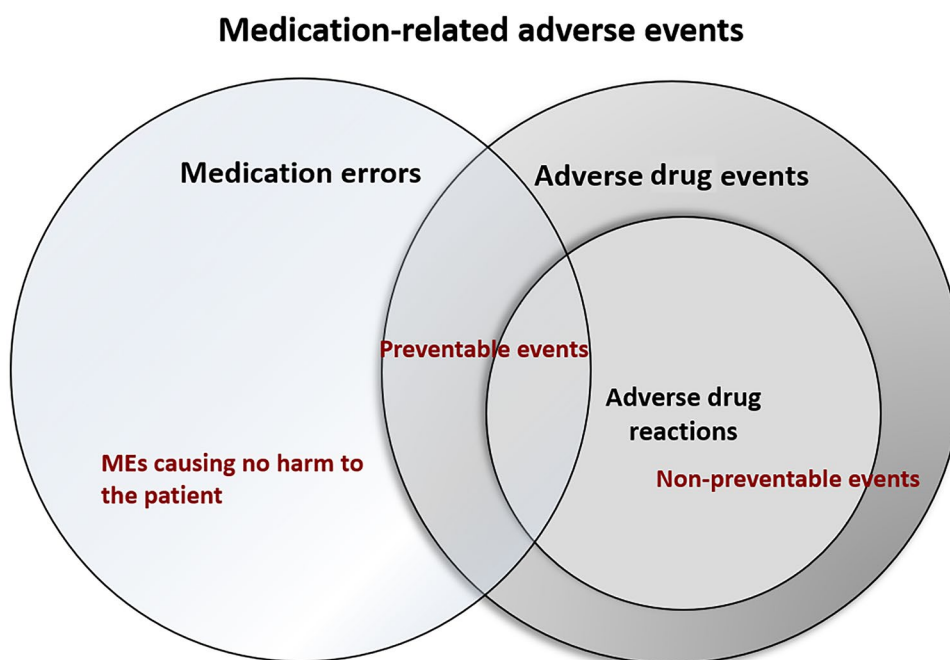 Medication-related adverse events
Medication errors
Adverse drug events
Preventable events
Adverse drug
reactions
MEs causing no harm to
the patient
Non-preventable events